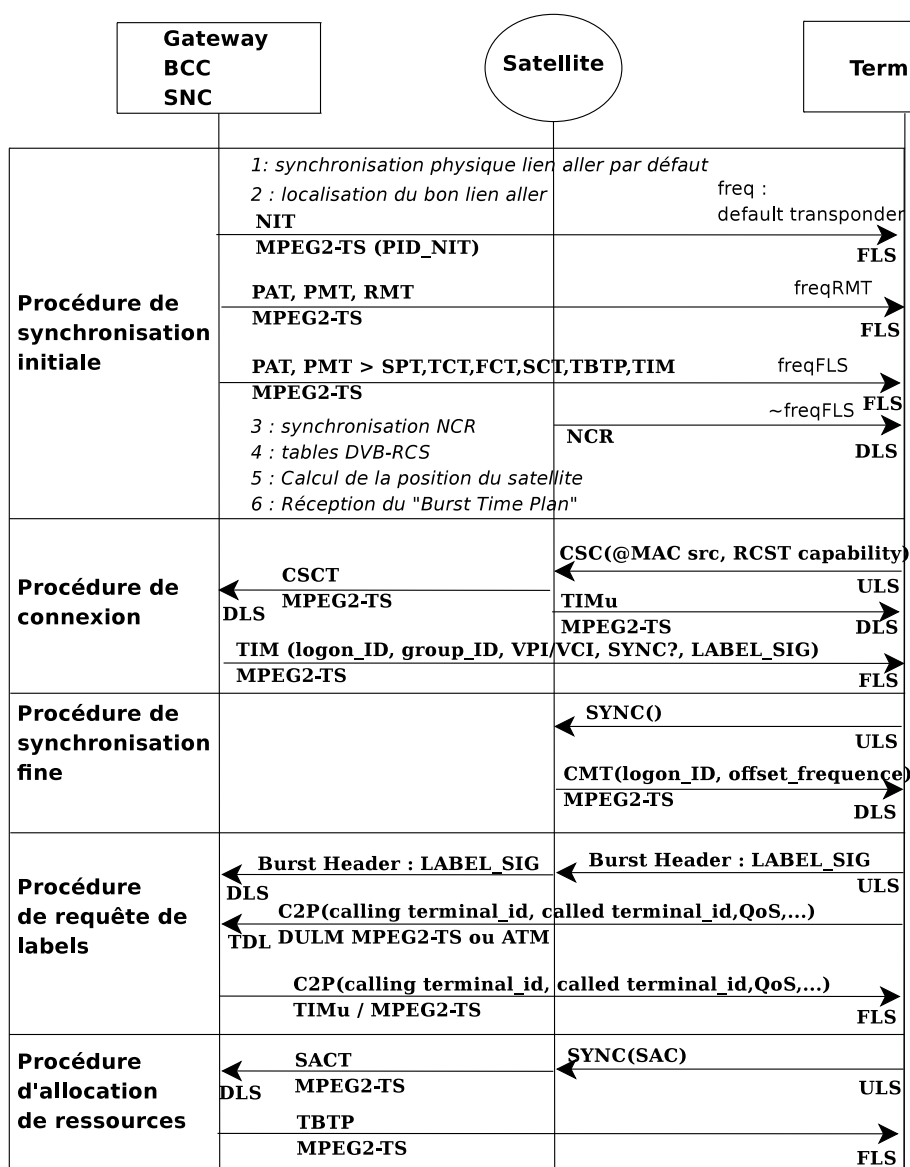 Gateway
BCC
SNC
Satellite
Term
Procédure de
synchronisation
initiale
1: synchronisation physique lien aller par défaut
2 : localisation du bon lien aller
freq :
default transponder
NIT
MPEG2-TS (PID_NIT)
FLS
PAT, PMT, RMT
freqRMT
MPEG2-TS
FLS
PAT, PMT > SPT,TCT,FCT,SCT,TBTP,TIM
freqFLS
MPEG2-TS
FLS
~freqFLS
3 : synchronisation NCR
NCR
DLS
4 : tables DVB-RCS
5 : Calcul de la position du satellite
6 : Réception du "Burst Time Plan"
Procédure de
connexion
CSC(@MAC src, RCST capability)
ULS
CSCT
MPEG2-TS
DLS
TIMu
MPEG2-TS
DLS
TIM (logon_ID, group_ID, VPI/VCI, SYNC?, LABEL_SIG)
MPEG2-TS
FLS
Procédure de
synchronisation
fine
SYNC()
ULS
CMT(logon_ID, offset_frequence)
MPEG2-TS
DLS
Procédure
de requête de
labels
Burst Header : LABEL_SIG
Burst Header : LABEL_SIG
DLS
ULS
C2P(calling terminal_id, called terminal_id,QoS,...)
TDL
DULM MPEG2-TS ou ATM
C2P(calling terminal_id, called terminal_id,QoS,...)
TIMu / MPEG2-TS
FLS
Procédure
d'allocation
de ressources
SACT
SYNC(SAC)
DLS
MPEG2-TS
ULS
TBTP
MPEG2-TS
FLS